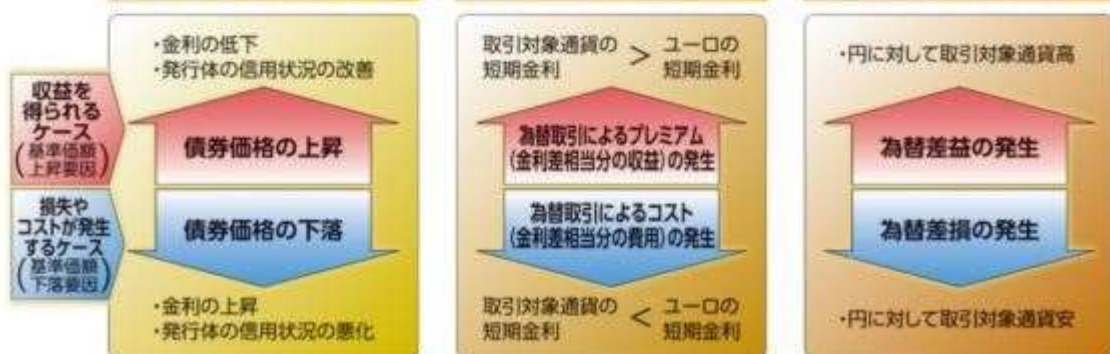 ・金利の低下
・発行体の信用状況の改善
取引対象通貨の
短期金利
>
ユーロの
短期金利
・円に対して取引対象通貨高
収益を
得られる
ケース
(基準価額
上昇要因)
債券価格の上昇
為替取引によるプレミアム
(金利差相当分の収益)の発生
為替差益の発生
損失や
コストが発生
するケース
(基準価額
下落要因)
債券価格の下落
為替取引によるコスト
(金利差相当分の費用)の発生
為替差損の発生
・金利の上昇
・発行体の信用状況の悪化
取引対象通貨の
短期金利
<
ユーロの
短期金利
・円に対して取引対象通貨安